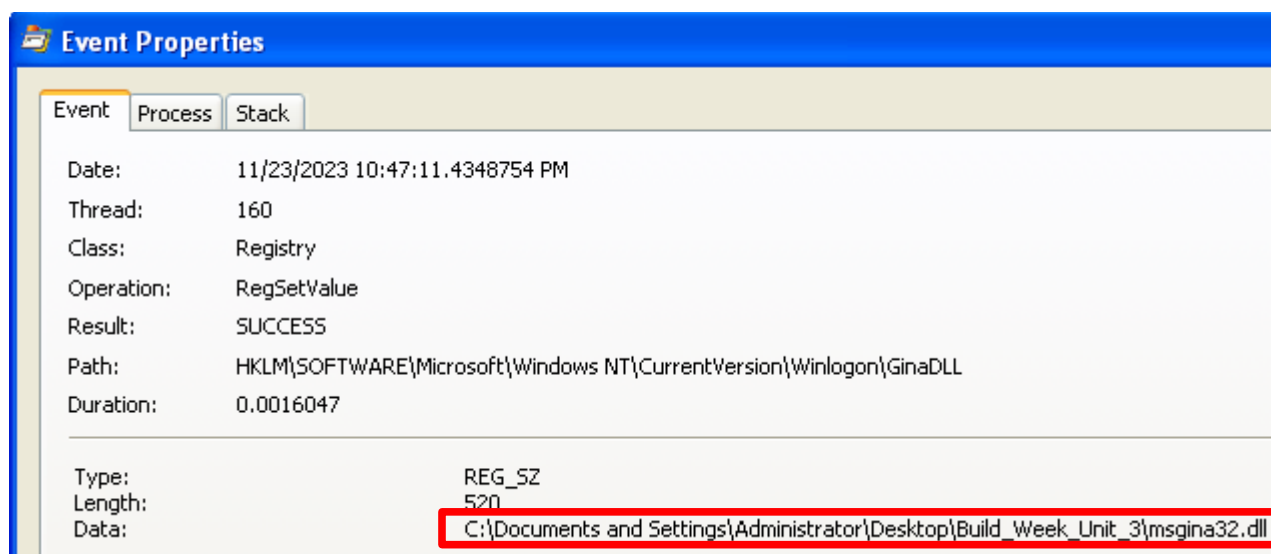 Event Properties
Event Process Stack
Date: 11/23/2023 10:47:11.4348754 PM
Thread: 160
Class: Registry
Operation: RegSetValue
Result: SUCCESS
Path: HKLM\SOFTWARE\Microsoft\Windows NT\CurrentVersion\Winlogon\GinaDLL
Duration: 0.0016047
Type: REG_SZ
Length: 520
Data: C:\Documents and Settings\Administrator\Desktop\Build_Week_Unit_3\msgina32.dll